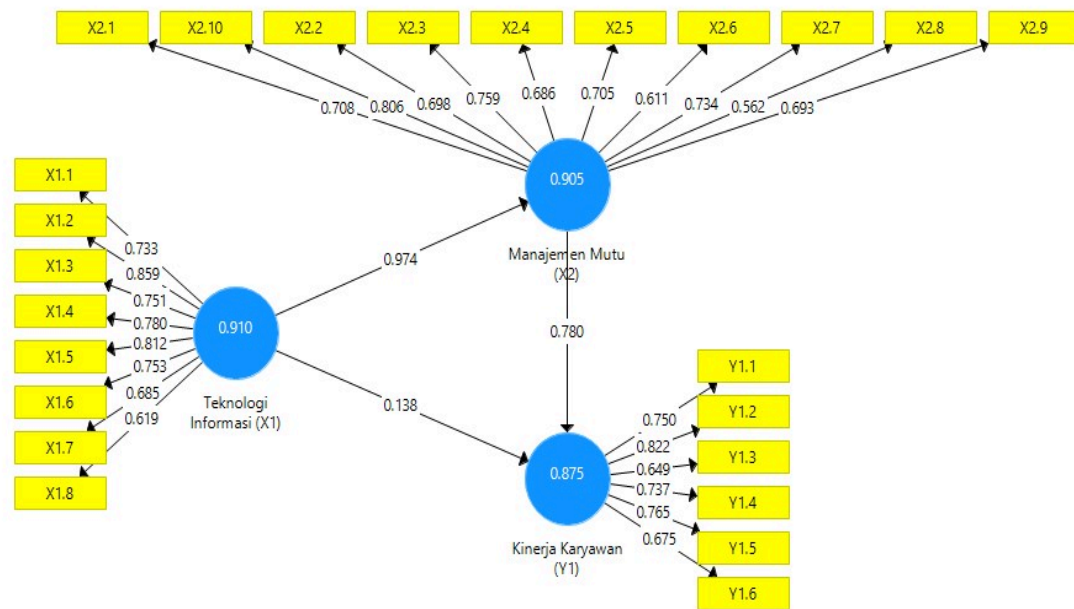 X2.1 X2.10 X2.2 X2.3 X2.4 X2.5 X2.6 X2.7 X2.8 X2.9
0.708 0.806 0.698 0.759 0.686 0.705 0.611 0.734 0.562 0.693
0.905
Manajemen Mutu
(X2)
X1.1
X1.2
X1.3
X1.4
X1.5
X1.6
X1.7
X1.8
0.733
0.859
0.751
0.780
0.812
0.753
0.685
0.619
0.910
Teknologi
Informasi (X1)
0.974
0.780
0.138
0.875
Kinerja Karyawan
(Y1)
0.750
0.822
0.649
0.737
0.765
0.675
Y1.1
Y1.2
Y1.3
Y1.4
Y1.5
Y1.6